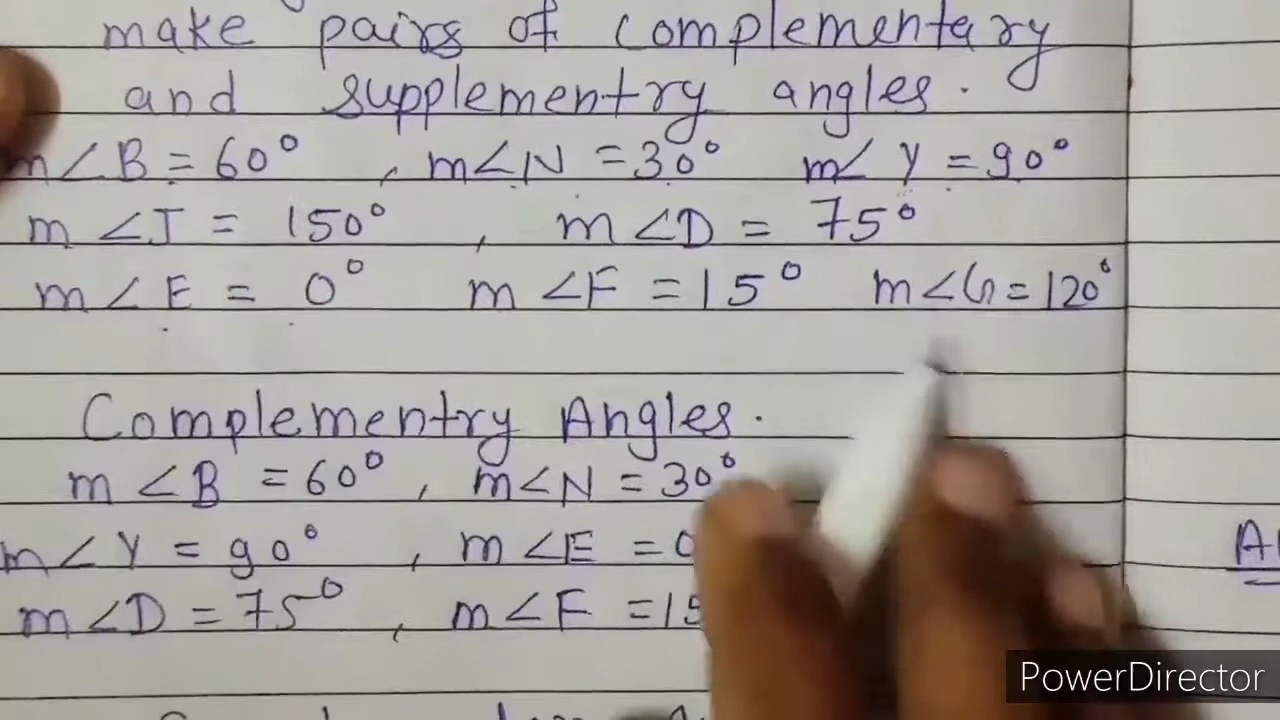 make pairs of complementary
and supplementry angles.
m∠B = 60° , m∠N = 30° m∠Y = 90°
m∠J = 150° , m∠D = 75°
m∠E = 0° m∠F = 15° m∠G = 120°
Complementry Angles.
m∠B = 60° , m∠N = 30°
m∠Y = 90° , m∠E = 0
m∠D = 75° , m∠F = 15
PowerDirector